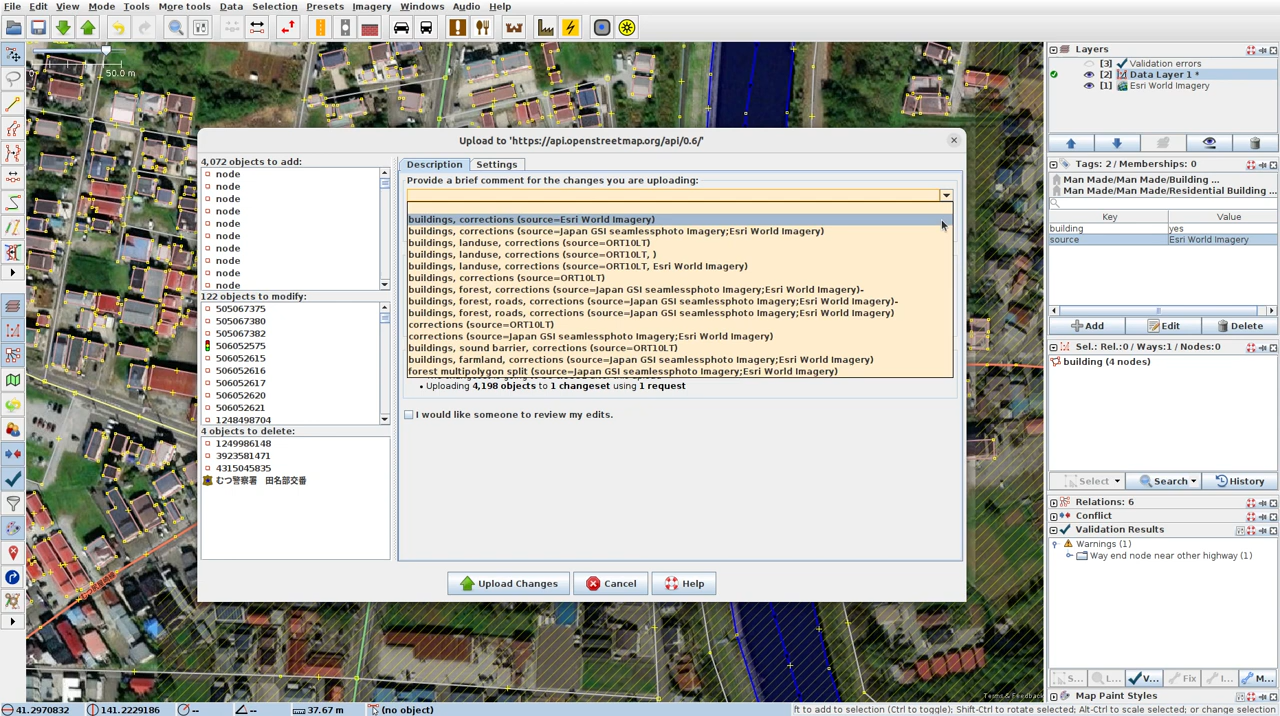 File Edit View Mode Tools More tools Data Selection Presets Imagery Windows Audio Help
0 50.0 m
Upload to 'https://api.openstreetmap.org/api/0.6/'
4,072 objects to add:
node
node
node
node
node
node
node
node
node
node
122 objects to modify:
505067375
505067380
505067382
506052575
506052615
506052616
506052617
506052620
506052621
1248498704
4 objects to delete:
1249986148
3923581471
4315045835
むつ警察署 田名部交番
Description Settings
Provide a brief comment for the changes you are uploading:
buildings, corrections (source=Esri World Imagery)
buildings, corrections (source=Japan GSI seamlessphoto Imagery;Esri World Imagery)
buildings, landuse, corrections (source=ORT10LT)
buildings, landuse, corrections (source=ORT10LT, )
buildings, landuse, corrections (source=ORT10LT, Esri World Imagery)
buildings, corrections (source=ORT10LT)
buildings, forest, corrections (source=Japan GSI seamlessphoto Imagery;Esri World Imagery)-
buildings, forest, roads, corrections (source=Japan GSI seamlessphoto Imagery;Esri World Imagery)-
buildings, forest, roads, corrections (source=Japan GSI seamlessphoto Imagery;Esri World Imagery)
corrections (source=ORT10LT)
corrections (source=Japan GSI seamlessphoto Imagery;Esri World Imagery)
buildings, sound barrier, corrections (source=ORT10LT)
buildings, farmland, corrections (source=Japan GSI seamlessphoto Imagery;Esri World Imagery)
forest multipolygon split (source=Japan GSI seamlessphoto Imagery;Esri World Imagery)
• Uploading 4,198 objects to 1 changeset using 1 request
I would like someone to review my edits.
Upload Changes Cancel Help
Layers
[3] Validation errors
[2] Data Layer 1 *
[1] Esri World Imagery
Tags: 2 / Memberships: 0
Man Made/Man Made/Building ...
Man Made/Man Made/Residential Building ...
Key Value
building yes
source Esri World Imagery
Add Edit Delete
Sel.: Rel.:0 / Ways:1 / Nodes:0
building (4 nodes)
Select Search History
Relations: 6
Conflict
Validation Results
Warnings (1)
Way end node near other highway (1)
S... L... V... Fix I... M...
Map Paint Styles
Terms & Feedback
41.2970832 141.2229186 -- -- 37.67 m (no object) ft to add to selection (Ctrl to toggle); Shift-Ctrl to rotate selected; Alt-Ctrl to scale selected; or change selection